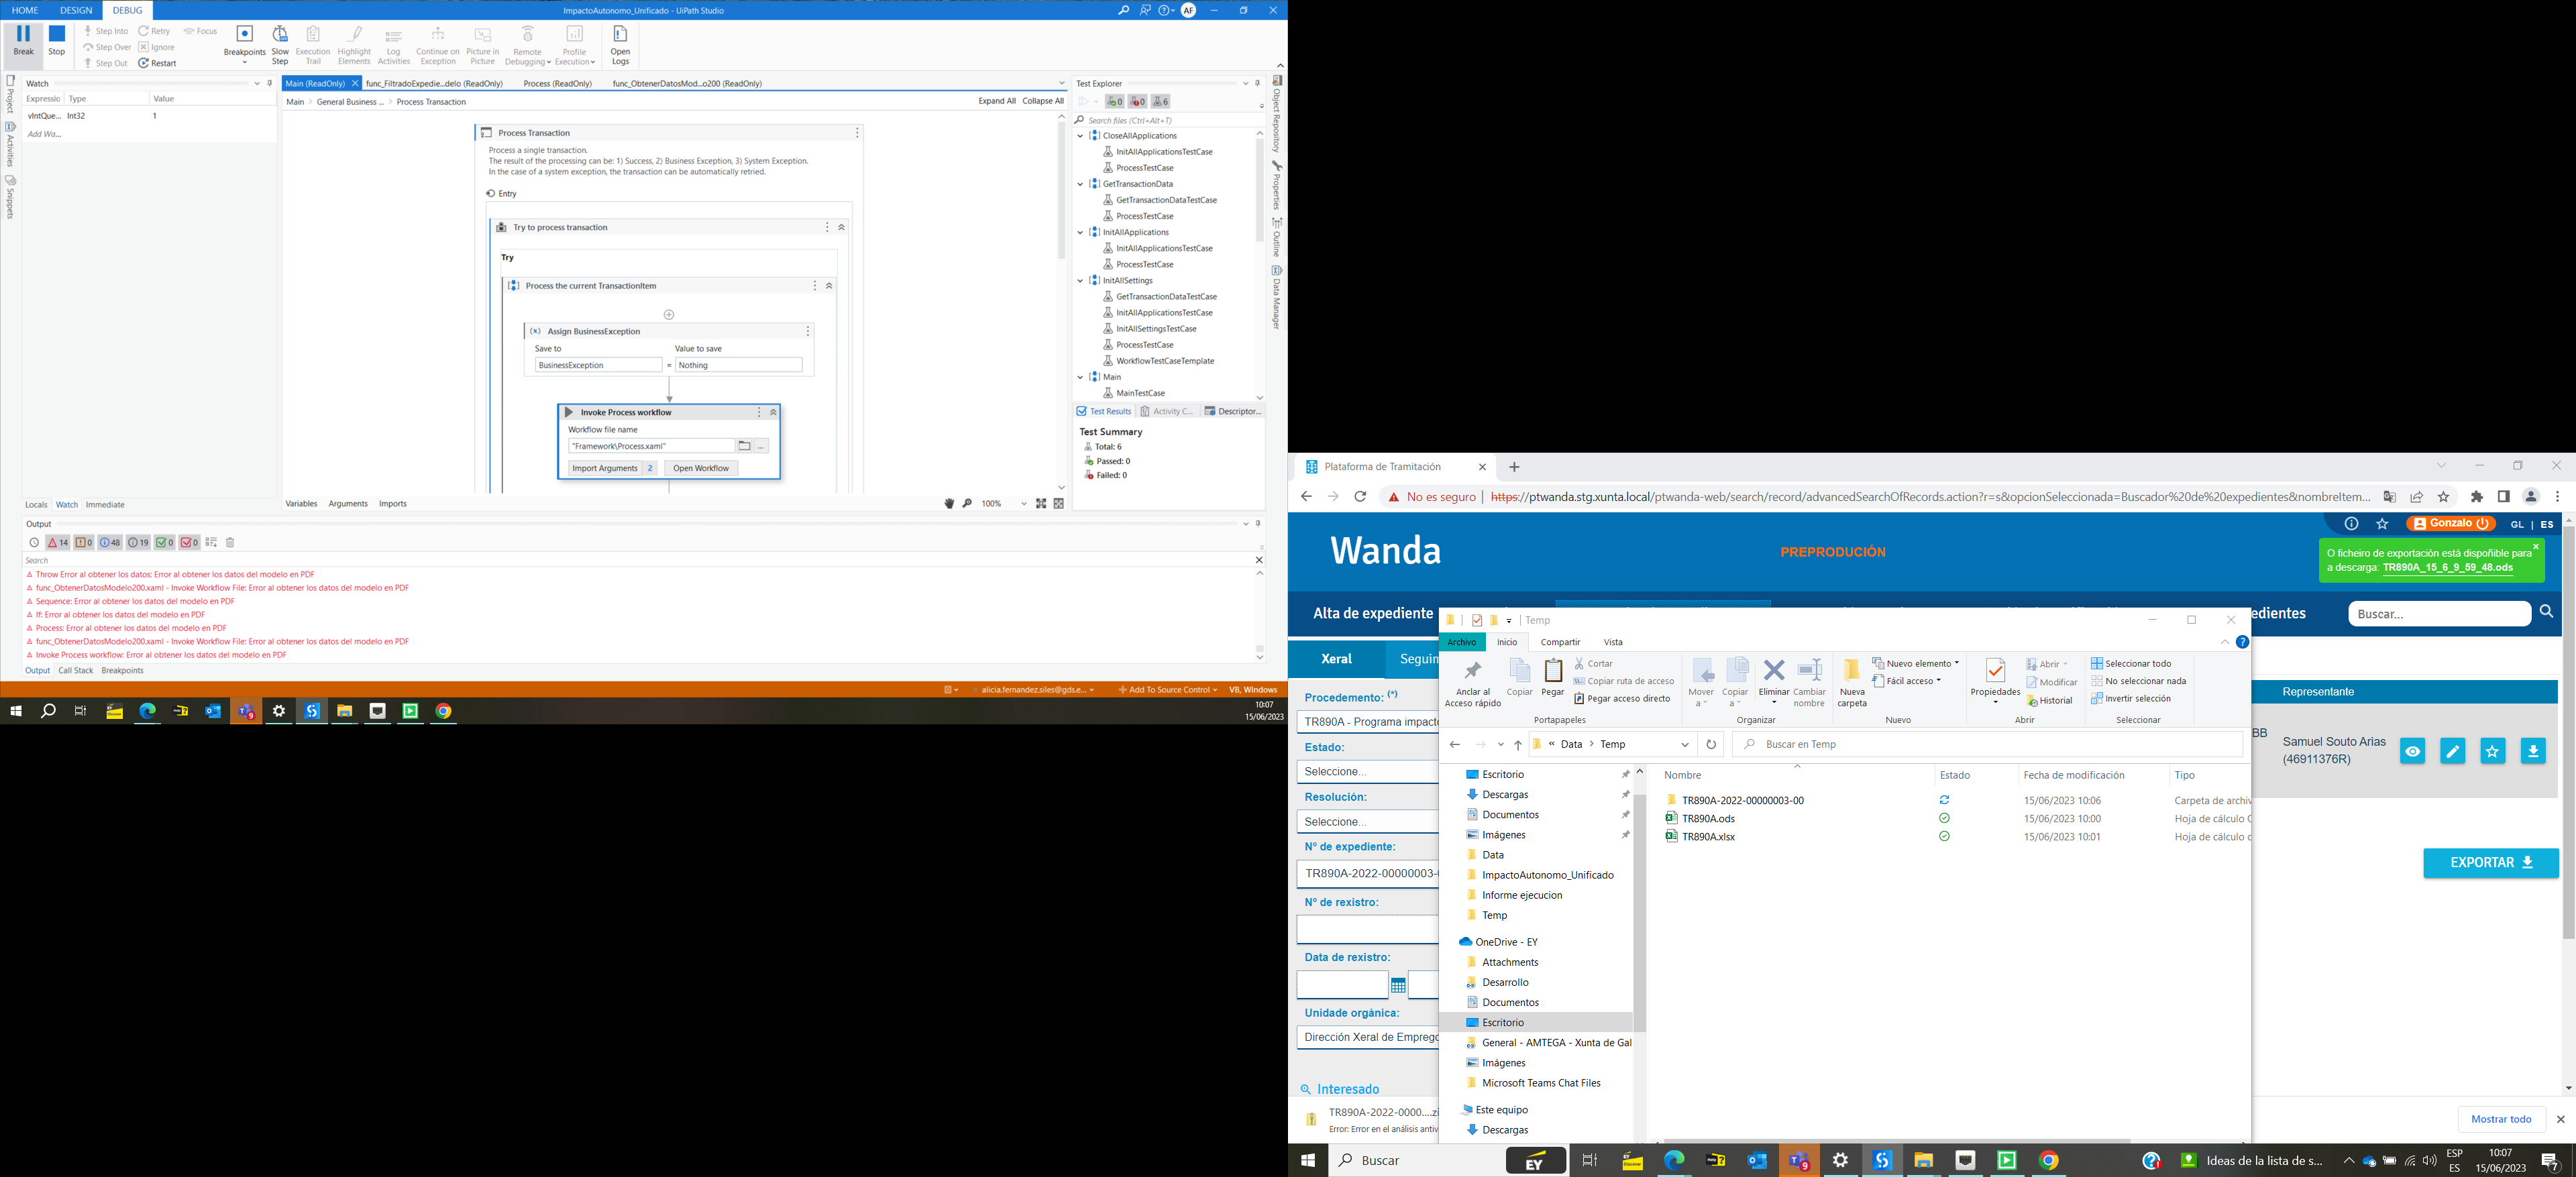 HOME DESIGN DEBUG
ImpactoAutonomo_Unificado - UiPath Studio
AF
Break
Stop
Step Into
Step Over
Step Out
Retry
Ignore
Restart
Focus
Breakpoints
Slow Step
Execution Trail
Highlight Elements
Log Activities
Continue on Exception
Picture in Picture
Remote Debugging
Profile Execution
Open Logs
Project
Activities
Snippets
Watch
Expressio Type Value
vIntQue... Int32 1
Add Wa...
Locals Watch Immediate
Main (ReadOnly) func_FiltradoExpedie...delo (ReadOnly) Process (ReadOnly) func_ObtenerDatosMod...o200 (ReadOnly)
Main > General Business ... > Process Transaction
Expand All Collapse All
Process Transaction
Process a single transaction.
The result of the processing can be: 1) Success, 2) Business Exception, 3) System Exception.
In the case of a system exception, the transaction can be automatically retried.
Entry
Try to process transaction
Try
Process the current TransactionItem
Assign BusinessException
Save to Value to save
BusinessException = Nothing
Invoke Process workflow
Workflow file name
"Framework\Process.xaml"
...
Import Arguments 2 Open Workflow
Variables Arguments Imports
100%
Test Explorer
0 0 6
Search files (Ctrl+Alt+T)
CloseAllApplications
InitAllApplicationsTestCase
ProcessTestCase
GetTransactionData
GetTransactionDataTestCase
ProcessTestCase
InitAllApplications
InitAllApplicationsTestCase
ProcessTestCase
InitAllSettings
GetTransactionDataTestCase
InitAllApplicationsTestCase
InitAllSettingsTestCase
ProcessTestCase
WorkflowTestCaseTemplate
Main
MainTestCase
Test Results Activity C... Descriptor...
Test Summary
Total: 6
Passed: 0
Failed: 0
Object Repository
Properties
Outline
Data Manager
Output
14 0 48 19 0 0
Search
Throw Error al obtener los datos: Error al obtener los datos del modelo en PDF
func_ObtenerDatosModelo200.xaml - Invoke Workflow File: Error al obtener los datos del modelo en PDF
Sequence: Error al obtener los datos del modelo en PDF
If: Error al obtener los datos del modelo en PDF
Process: Error al obtener los datos del modelo en PDF
func_ObtenerDatosModelo200.xaml - Invoke Workflow File: Error al obtener los datos del modelo en PDF
Invoke Process workflow: Error al obtener los datos del modelo en PDF
Output Call Stack Breakpoints
alicia.fernandez.siles@gds.e...
Add To Source Control
VB, Windows
10:07
15/06/2023
Plataforma de Tramitación
No es seguro | https://ptwanda.stg.xunta.local/ptwanda-web/search/record/advancedSearchOfRecords.action?r=s&opcionSeleccionada=Buscador%20de%20expedientes&nombreItem...
Wanda
PREPRODUCIÓN
Gonzalo
GL | ES
O ficheiro de exportación está dispoñible para
a descarga: TR890A_15_6_9_59_48.ods
Alta de expediente
edientes
Buscar...
Xeral
Seguin
Procedemento: (*)
TR890A - Programa impacto
Estado:
Seleccione...
Resolución:
Seleccione...
Nº de expediente:
TR890A-2022-00000003-
Nº de rexistro:
Data de rexistro:
Unidade orgánica:
Dirección Xeral de Emprego
Interesado
Representante
BB
Samuel Souto Arias
(46911376R)
EXPORTAR
Temp
Archivo Inicio Compartir Vista
Anclar al Acceso rápido
Copiar
Pegar
Cortar
Copiar ruta de acceso
Pegar acceso directo
Portapapeles
Mover a
Copiar a
Eliminar
Cambiar nombre
Organizar
Nueva carpeta
Nuevo elemento
Fácil acceso
Nuevo
Propiedades
Abrir
Modificar
Historial
Abrir
Seleccionar todo
No seleccionar nada
Invertir selección
Seleccionar
« Data > Temp
Buscar en Temp
Escritorio
Descargas
Documentos
Imágenes
Data
ImpactoAutonomo_Unificado
Informe ejecucion
Temp
OneDrive - EY
Attachments
Desarrollo
Documentos
Escritorio
General - AMTEGA - Xunta de Gal
Imágenes
Microsoft Teams Chat Files
Este equipo
Descargas
Nombre Estado Fecha de modificación Tipo
TR890A-2022-00000003-00 15/06/2023 10:06 Carpeta de archiv
TR890A.ods 15/06/2023 10:00 Hoja de cálculo O
TR890A.xlsx 15/06/2023 10:01 Hoja de cálculo d
TR890A-2022-0000....zi
Error: Error en el análisis antiv
Mostrar todo
Buscar
EY
Ideas de la lista de s...
ESP
ES
10:07
15/06/2023
7